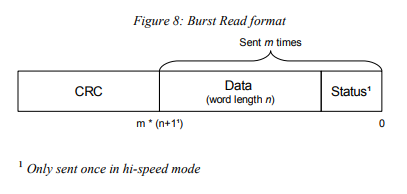 Figure 8: Burst Read format
Sent m times
CRC
Data
(word length n)
Status¹
m * (n+1¹)
0
¹ Only sent once in hi-speed mode